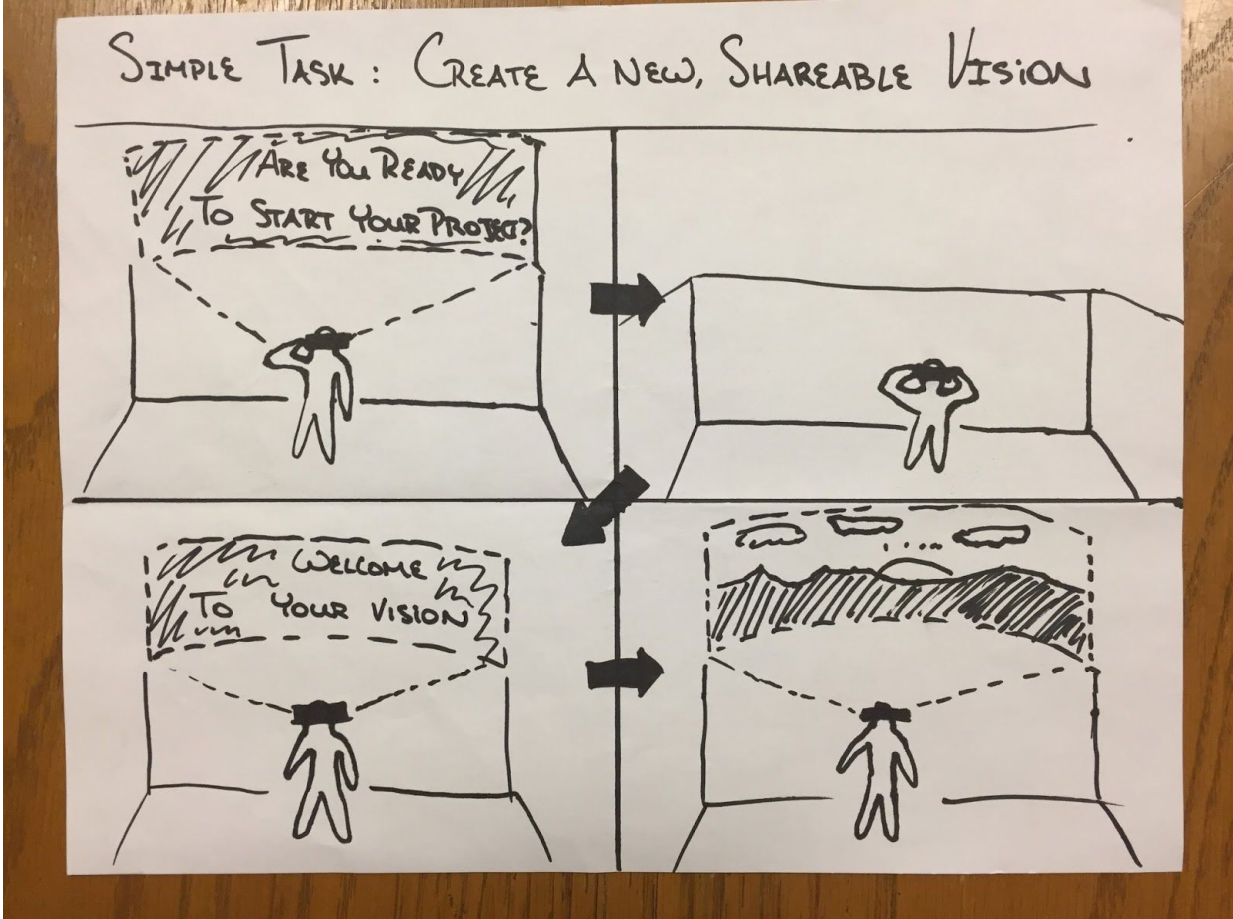 SIMPLE TASK: CREATE A NEW, SHAREABLE VISION
ARE YOU READY
TO START YOUR PROJECT?
WELCOME
TO YOUR VISION